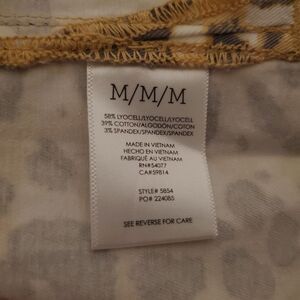 M/M/M
58% LYOCELL/LYOCELL/LYOCELL
39% COTTON/ALGODÓN/COTON
3% SPANDEX/SPANDEX/SPANDEX
MADE IN VIETNAM
HECHO EN VIETNAM
FABRIQUÉ AU VIETNAM
RN#54077
CA#59814
STYLE# 5854
PO# 224085
SEE REVERSE FOR CARE